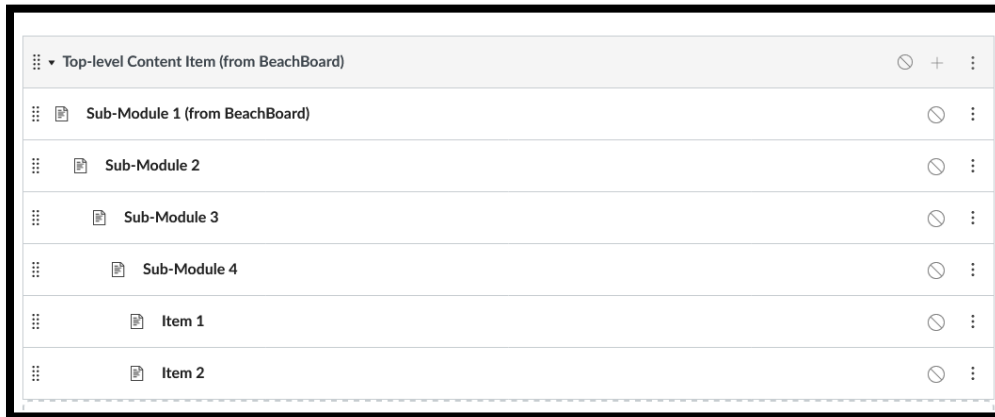 Top-level Content Item (from BeachBoard)
Sub-Module 1 (from BeachBoard)
Sub-Module 2
Sub-Module 3
Sub-Module 4
Item 1
Item 2